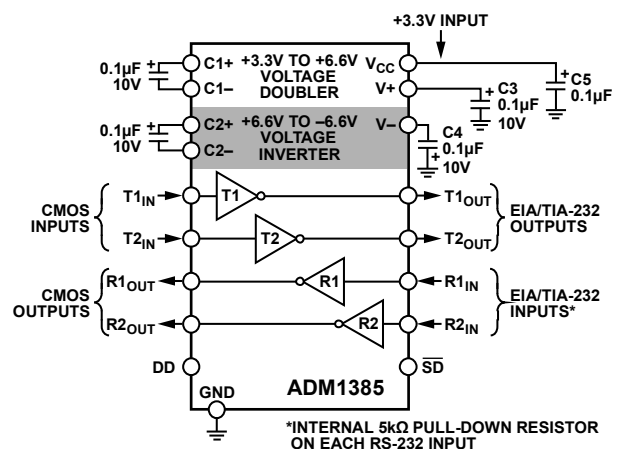 +3.3V INPUT
0.1µF
10V
+
C1+
C1–
+3.3V TO +6.6V
VOLTAGE
DOUBLER
VCC
V+
+
C3
0.1µF
10V
+
C5
0.1µF
0.1µF
10V
+
C2+
C2–
+6.6V TO –6.6V
VOLTAGE
INVERTER
V–
C4
0.1µF
10V
+
CMOS
INPUTS
T1IN
T1
T1OUT
T2IN
T2
T2OUT
EIA/TIA-232
OUTPUTS
CMOS
OUTPUTS
R1OUT
R1
R1IN
R2OUT
R2
R2IN
EIA/TIA-232
INPUTS*
DD
SD
GND
ADM1385
*INTERNAL 5kΩ PULL-DOWN RESISTOR
ON EACH RS-232 INPUT